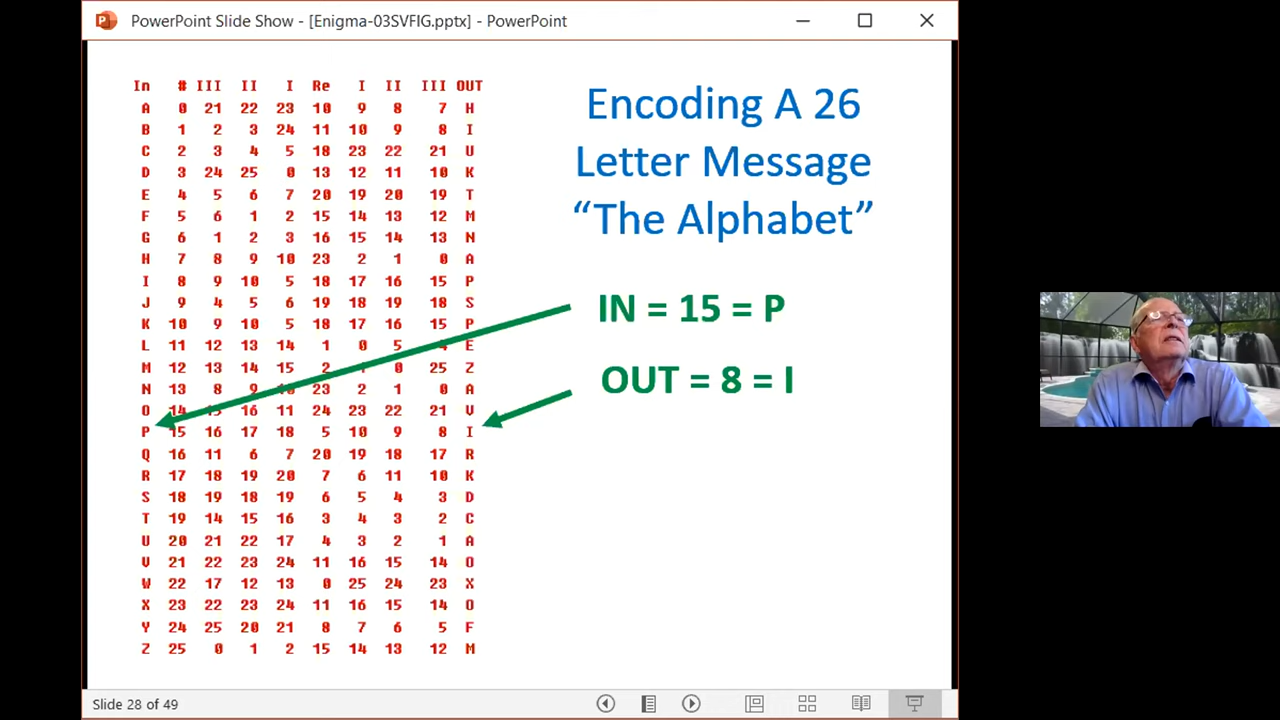 PowerPoint Slide Show - [Enigma-03SVFIG.pptx] - PowerPoint
In # III II I Re I II III OUT
A 0 21 22 23 10 9 8 7 H
B 1 2 3 24 11 10 9 8 I
C 2 3 4 5 18 23 22 21 U
D 3 24 25 0 13 12 11 10 K
E 4 5 6 7 20 19 20 19 T
F 5 6 1 2 15 14 13 12 M
G 6 1 2 3 16 15 14 13 N
H 7 8 9 10 23 2 1 0 A
I 8 9 10 5 18 17 16 15 P
J 9 4 5 6 19 18 19 18 S
K 10 9 10 5 18 17 16 15 P
L 11 12 13 14 1 0 5 4 E
M 12 13 14 15 2 1 0 25 Z
N 13 8 9 10 23 2 1 0 A
O 14 15 16 11 24 23 22 21 V
P 15 16 17 18 5 10 9 8 I
Q 16 11 6 7 20 19 18 17 R
R 17 18 19 20 7 6 11 10 K
S 18 19 18 19 6 5 4 3 D
T 19 14 15 16 3 4 3 2 C
U 20 21 22 17 4 3 2 1 A
V 21 22 23 24 11 16 15 14 O
W 22 17 12 13 0 25 24 23 X
X 23 22 23 24 11 16 15 14 O
Y 24 25 20 21 8 7 6 5 F
Z 25 0 1 2 15 14 13 12 M
Encoding A 26
Letter Message
“The Alphabet”
IN = 15 = P
OUT = 8 = I
Slide 28 of 49